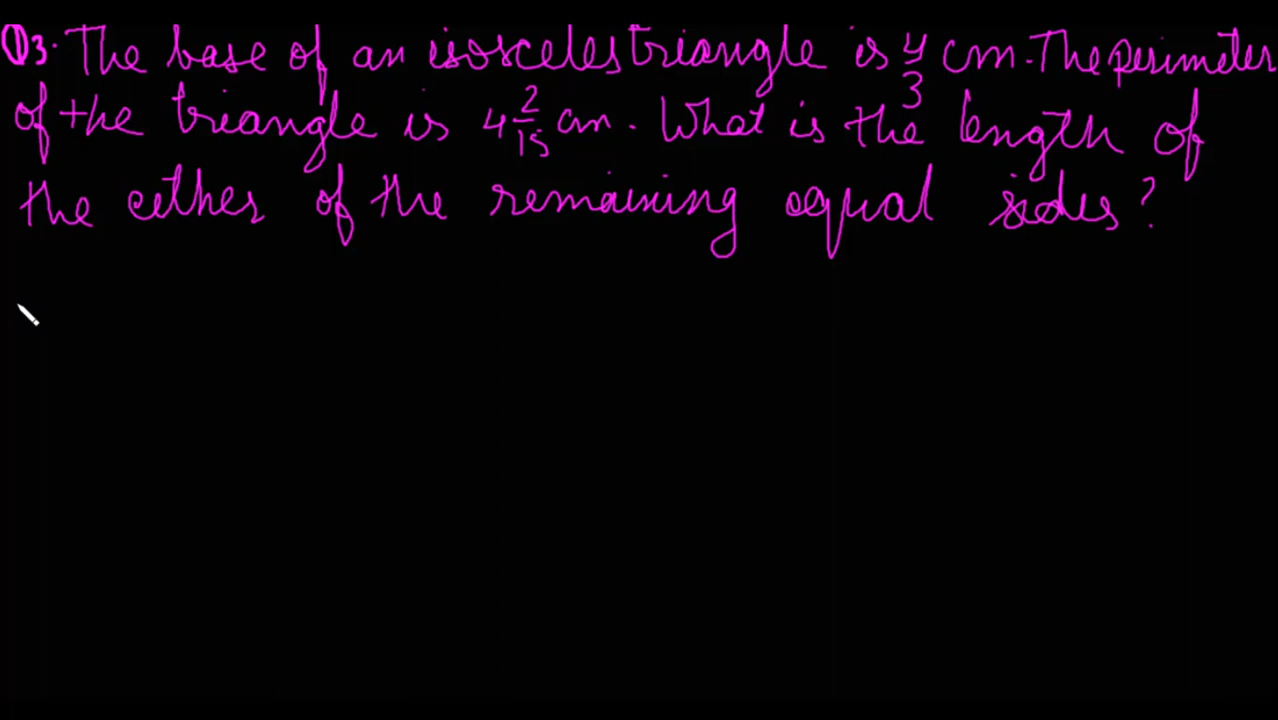 Q3. The base of an isosceles triangle is 4/3 cm. The perimeter
of the triangle is 4 2/15 cm. What is the length of
the either of the remaining equal sides?